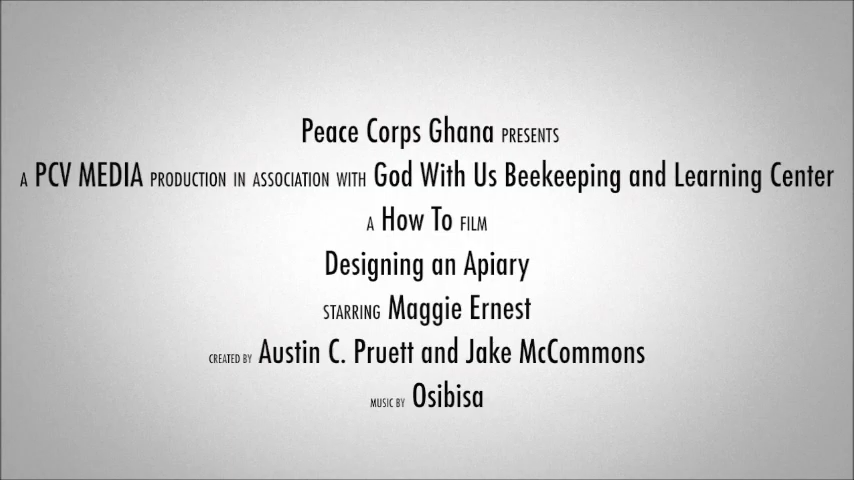 Peace Corps Ghana PRESENTS
A PCV MEDIA PRODUCTION IN ASSOCIATION WITH God With Us Beekeeping and Learning Center
A How To FILM
Designing an Apiary
STARRING Maggie Ernest
CREATED BY Austin C. Pruett and Jake McCommons
MUSIC BY Osibisa